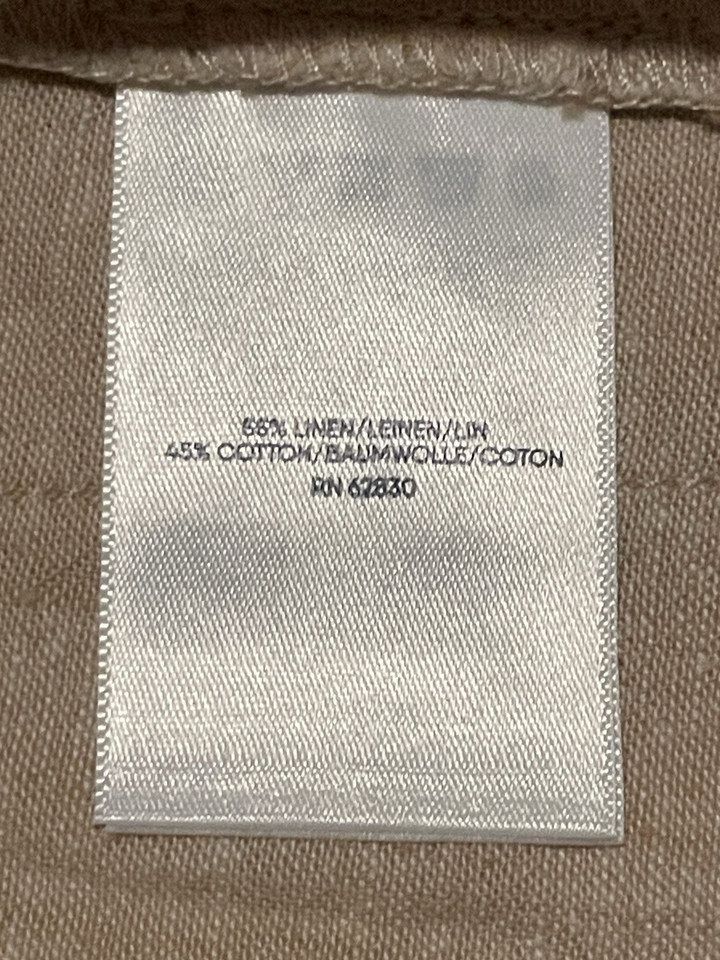 55% LINEN/LEINEN/LIN
45% COTTON/BAUMWOLLE/COTON
RN 62830